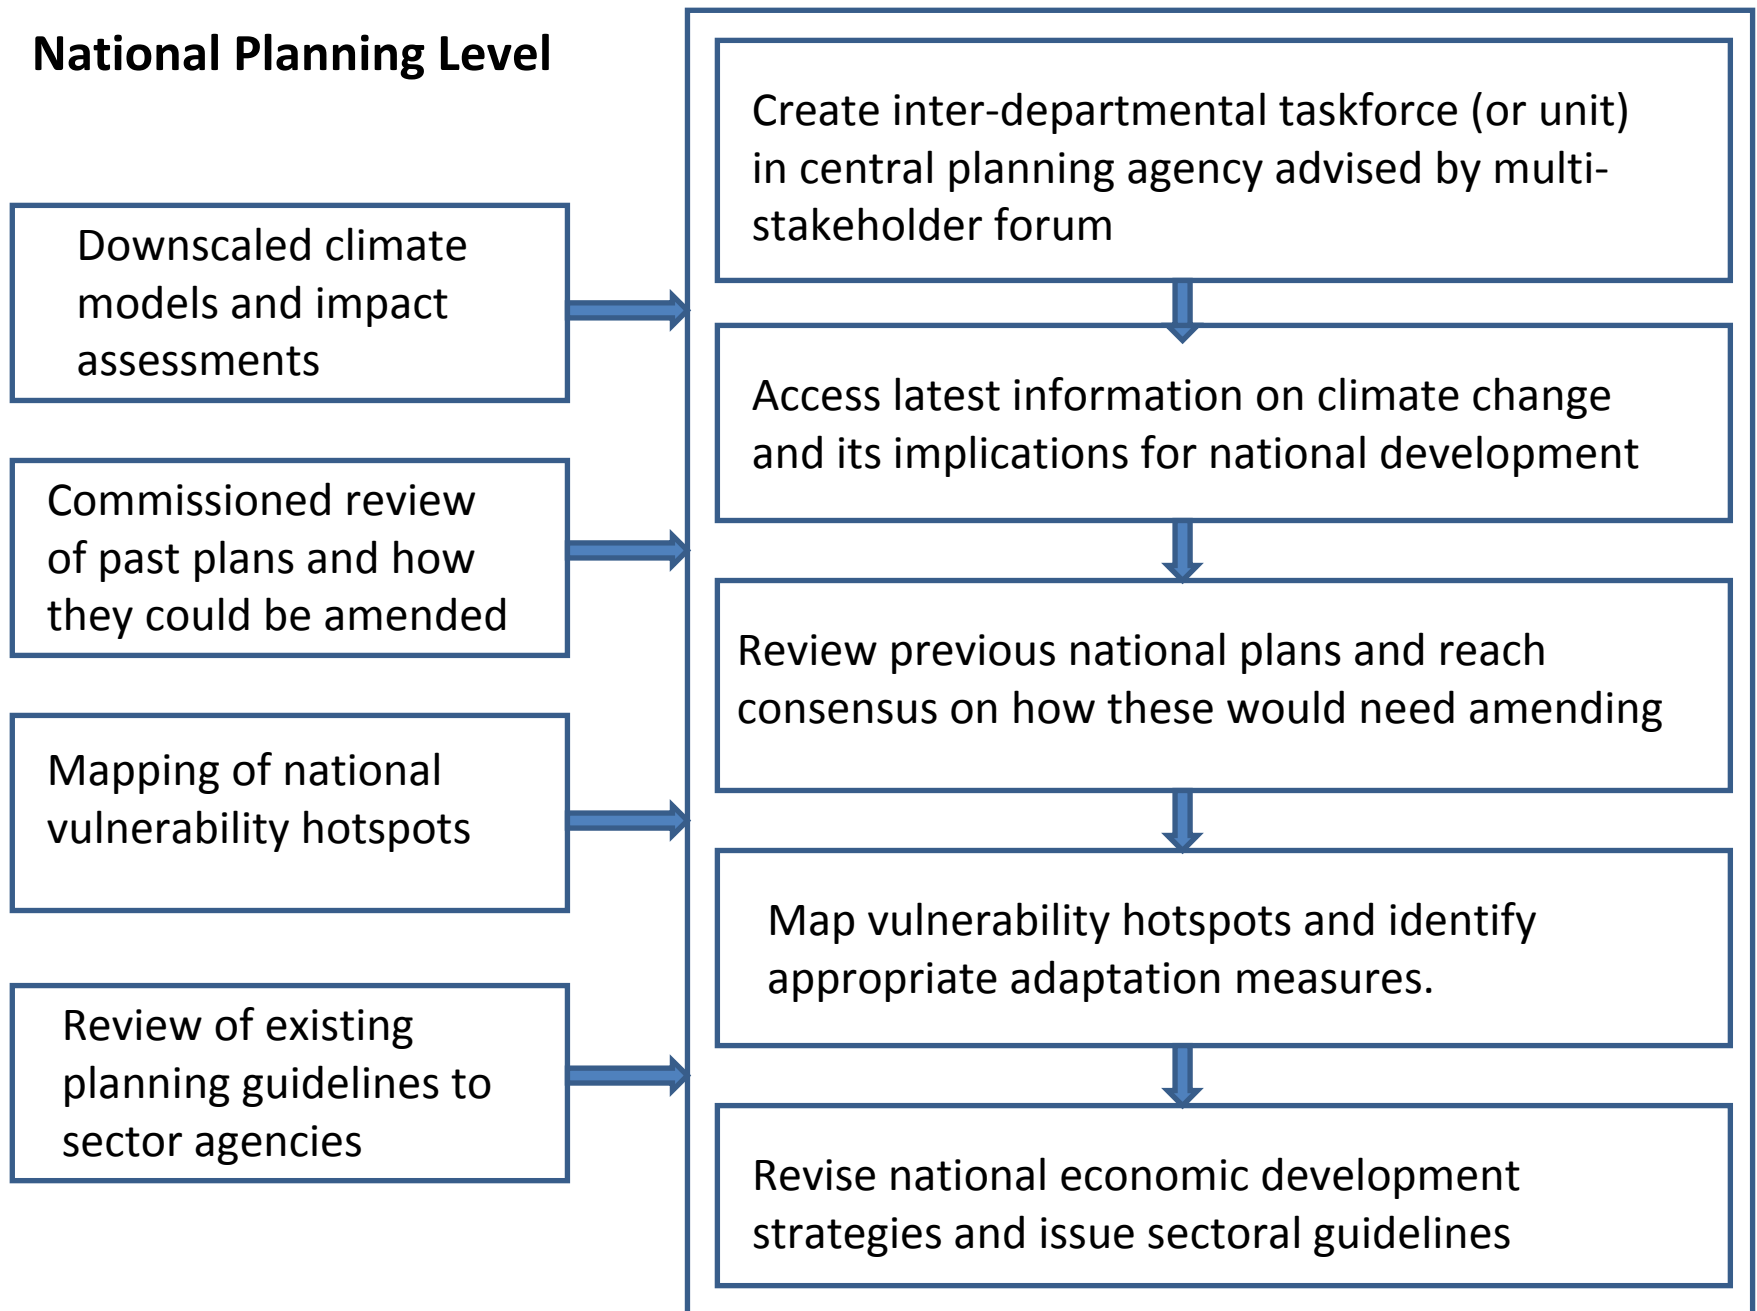 National Planning Level
Downscaled climate
models and impact
assessments
Commissioned review
of past plans and how
they could be amended
Mapping of national
vulnerability hotspots
Review of existing
planning guidelines to
sector agencies
Create inter-departmental taskforce (or unit)
in central planning agency advised by multi-
stakeholder forum
Access latest information on climate change
and its implications for national development
Review previous national plans and reach
consensus on how these would need amending
Map vulnerability hotspots and identify
appropriate adaptation measures.
Revise national economic development
strategies and issue sectoral guidelines